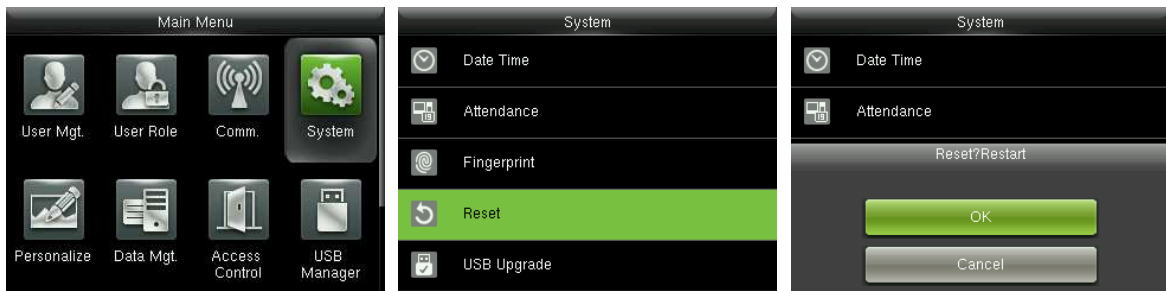 Main Menu
User Mgt.
User Role
Comm.
System
Personalize
Data Mgt.
Access
Control
USB
Manager
System
Date Time
Attendance
Fingerprint
Reset
USB Upgrade
System
Date Time
Attendance
Reset?Restart
OK
Cancel